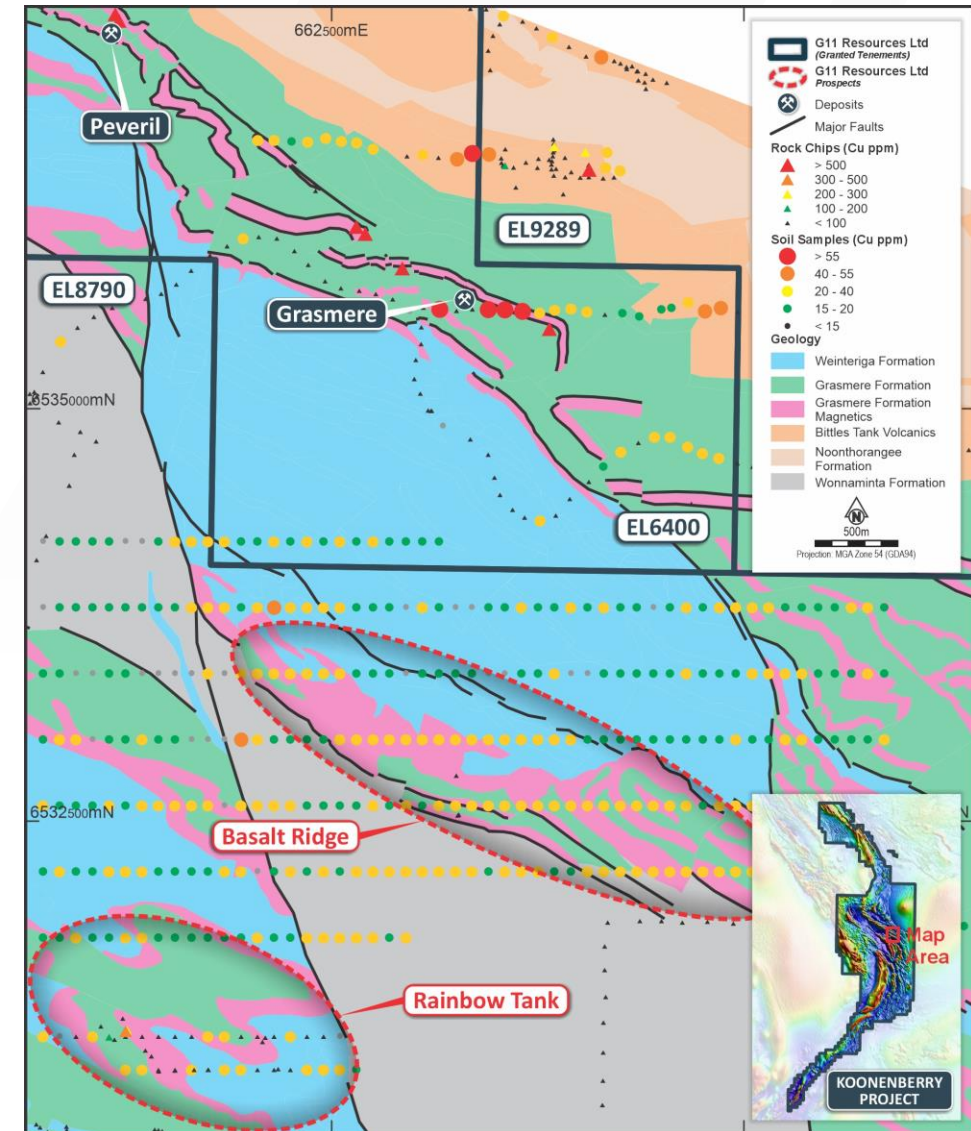 662500mE
G11 Resources Ltd
(Granted Tenements)
G11 Resources Ltd
Prospects
Deposits
Major Faults
Rock Chips (Cu ppm)
> 500
300 - 500
200 - 300
100 - 200
< 100
Soil Samples (Cu ppm)
> 55
40 - 55
20 - 40
15 - 20
< 15
Geology
Weinteriga Formation
Grasmere Formation
Grasmere Formation
Magnetics
Bittles Tank Volcanics
Noonthorangee
Formation
Wonnaminta Formation
N
500m
Projection: MGA Zone 54 (GDA94)
Peveril
EL9289
EL8790
Grasmere
6535000mN
EL6400
6532500mN
N
Basalt Ridge
Map
Area
Rainbow Tank
KOONENBERRY
PROJECT